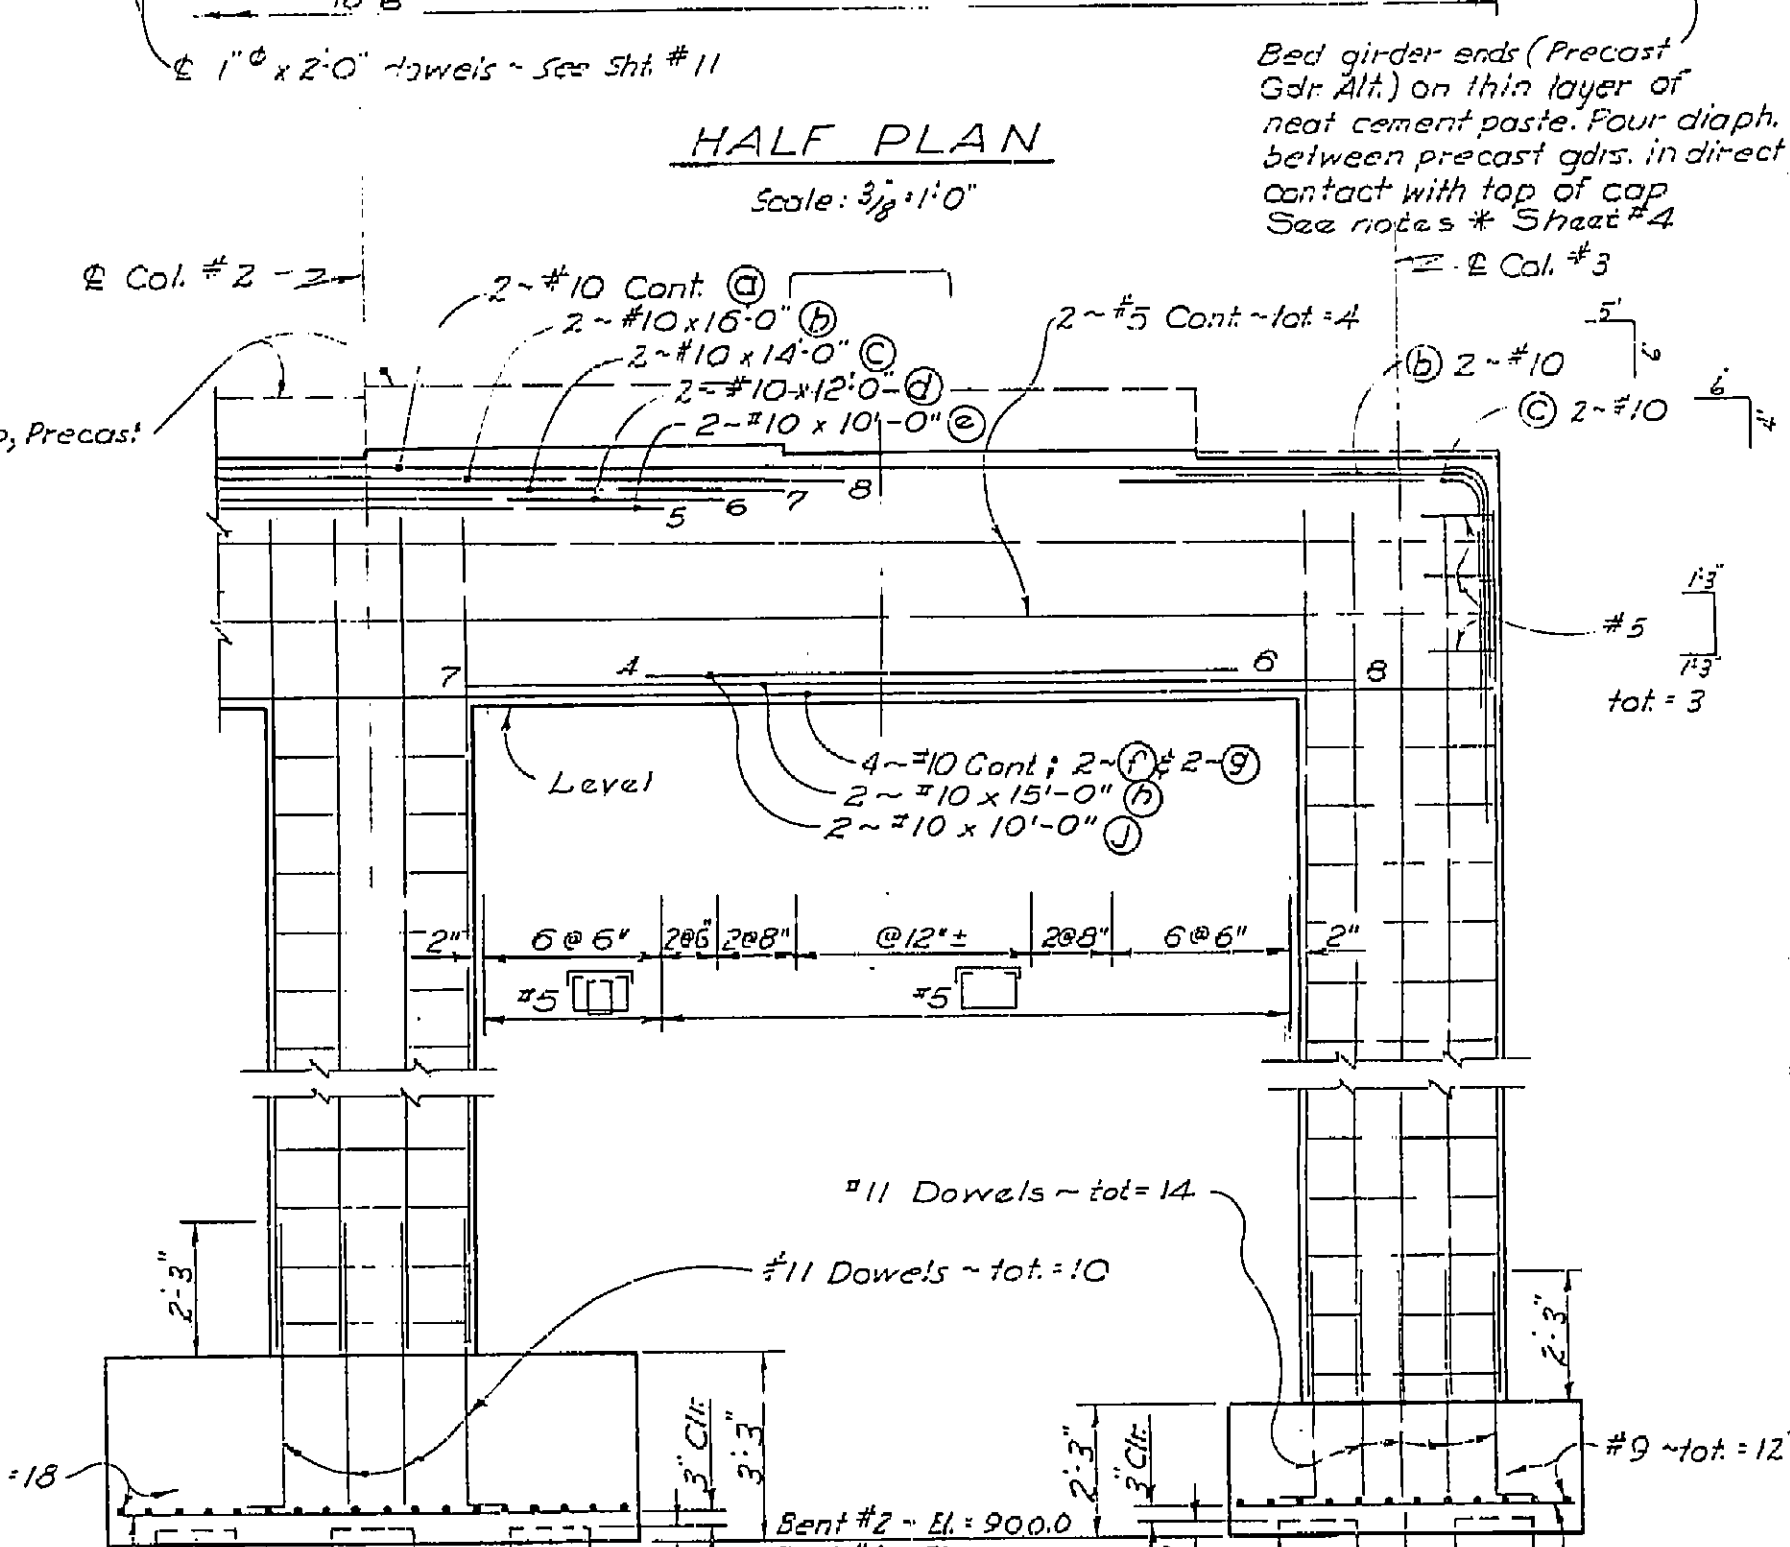 10 8
℄ 1"ᶲ x 2'-0" dowels ~ See Sht. #11
Bed girder ends (Precast
Gdr. Alt.) on thin layer of
neat cement paste. Pour diaph.
between precast gdrs. in direct
contact with top of cap
See notes * Sheet #4
HALF PLAN
Scale: 3/8" = 1'-0"
℄ Col. #2
℄ Col. #3
2 ~ #10 Cont. (a)
2 ~ #10 x 16'-0" (b)
2 ~ #10 x 14'-0" (c)
2 ~ #10 x 12'-0" (d)
2 ~ #10 x 10'-0" (e)
2 ~ #5 Cont. ~ tot. = 4
(b) 2 ~ #10
5'
6'
(c) 2 ~ #10
6'
4'
, Precast
5 6 7 8
7 4 6 8
#5
1'-3"
1'-3"
tot. = 3
Level
4 ~ #10 Cont; 2 ~ (f) & 2 ~ (g)
2 ~ #10 x 15'-0" (h)
2 ~ #10 x 10'-0" (j)
2" 6 @ 6" 2@6" 2@8" @12" ± 2@8" 6 @ 6" 2"
#5
#5
#11 Dowels ~ tot = 14
#11 Dowels ~ tot. = 10
2'-3"
2'-3"
3" Clr.
3'-3"
2'-3"
3" Clr.
= 18
#9 ~ tot. = 12
Bent #2 - El. = 900.0